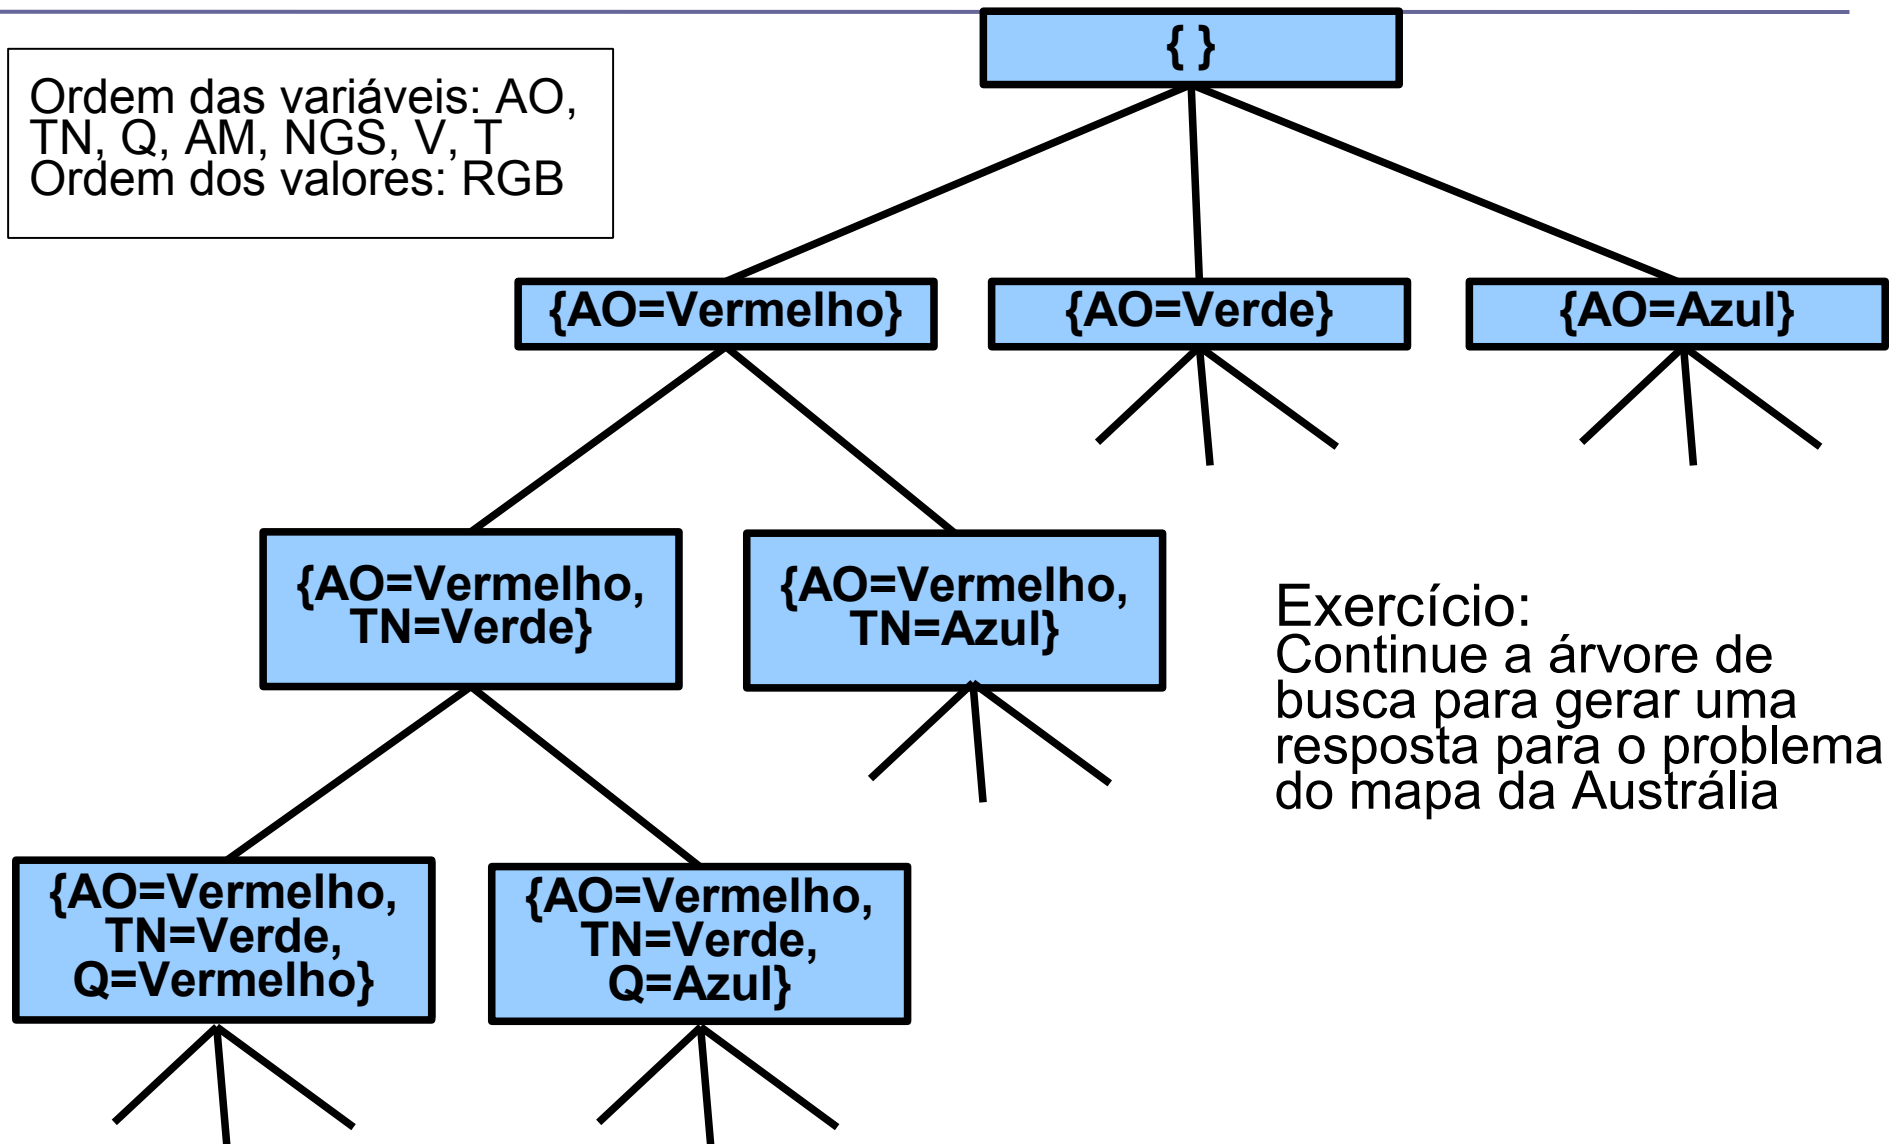 { }
Ordem das variáveis: AO,
TN, Q, AM, NGS, V, T
Ordem dos valores: RGB
{AO=Vermelho}
{AO=Verde}
{AO=Azul}
{AO=Vermelho,
TN=Verde}
{AO=Vermelho,
TN=Azul}
Exercício:
Continue a árvore de
busca para gerar uma
resposta para o problema
do mapa da Austrália
{AO=Vermelho,
TN=Verde,
Q=Vermelho}
{AO=Vermelho,
TN=Verde,
Q=Azul}